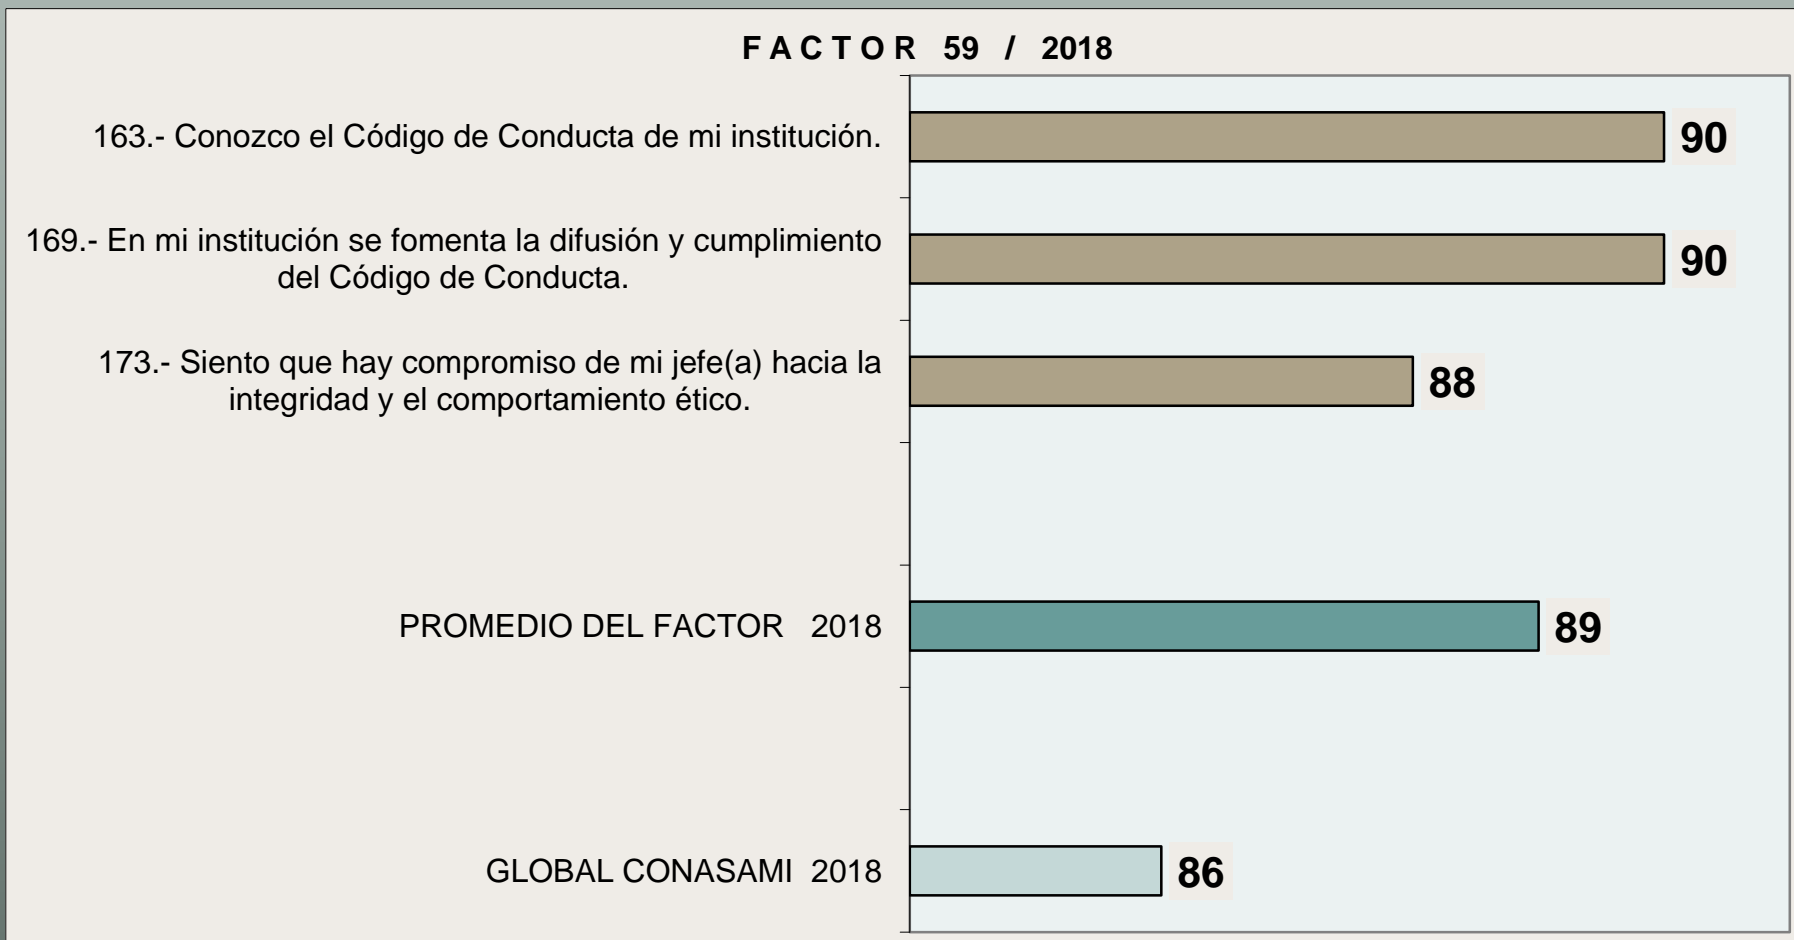 F A C T O R 59 / 2018
163.- Conozco el Código de Conducta de mi institución.
90
169.- En mi institución se fomenta la difusión y cumplimiento
del Código de Conducta.
90
173.- Siento que hay compromiso de mi jefe(a) hacia la
integridad y el comportamiento ético.
88
PROMEDIO DEL FACTOR 2018
89
GLOBAL CONASAMI 2018
86